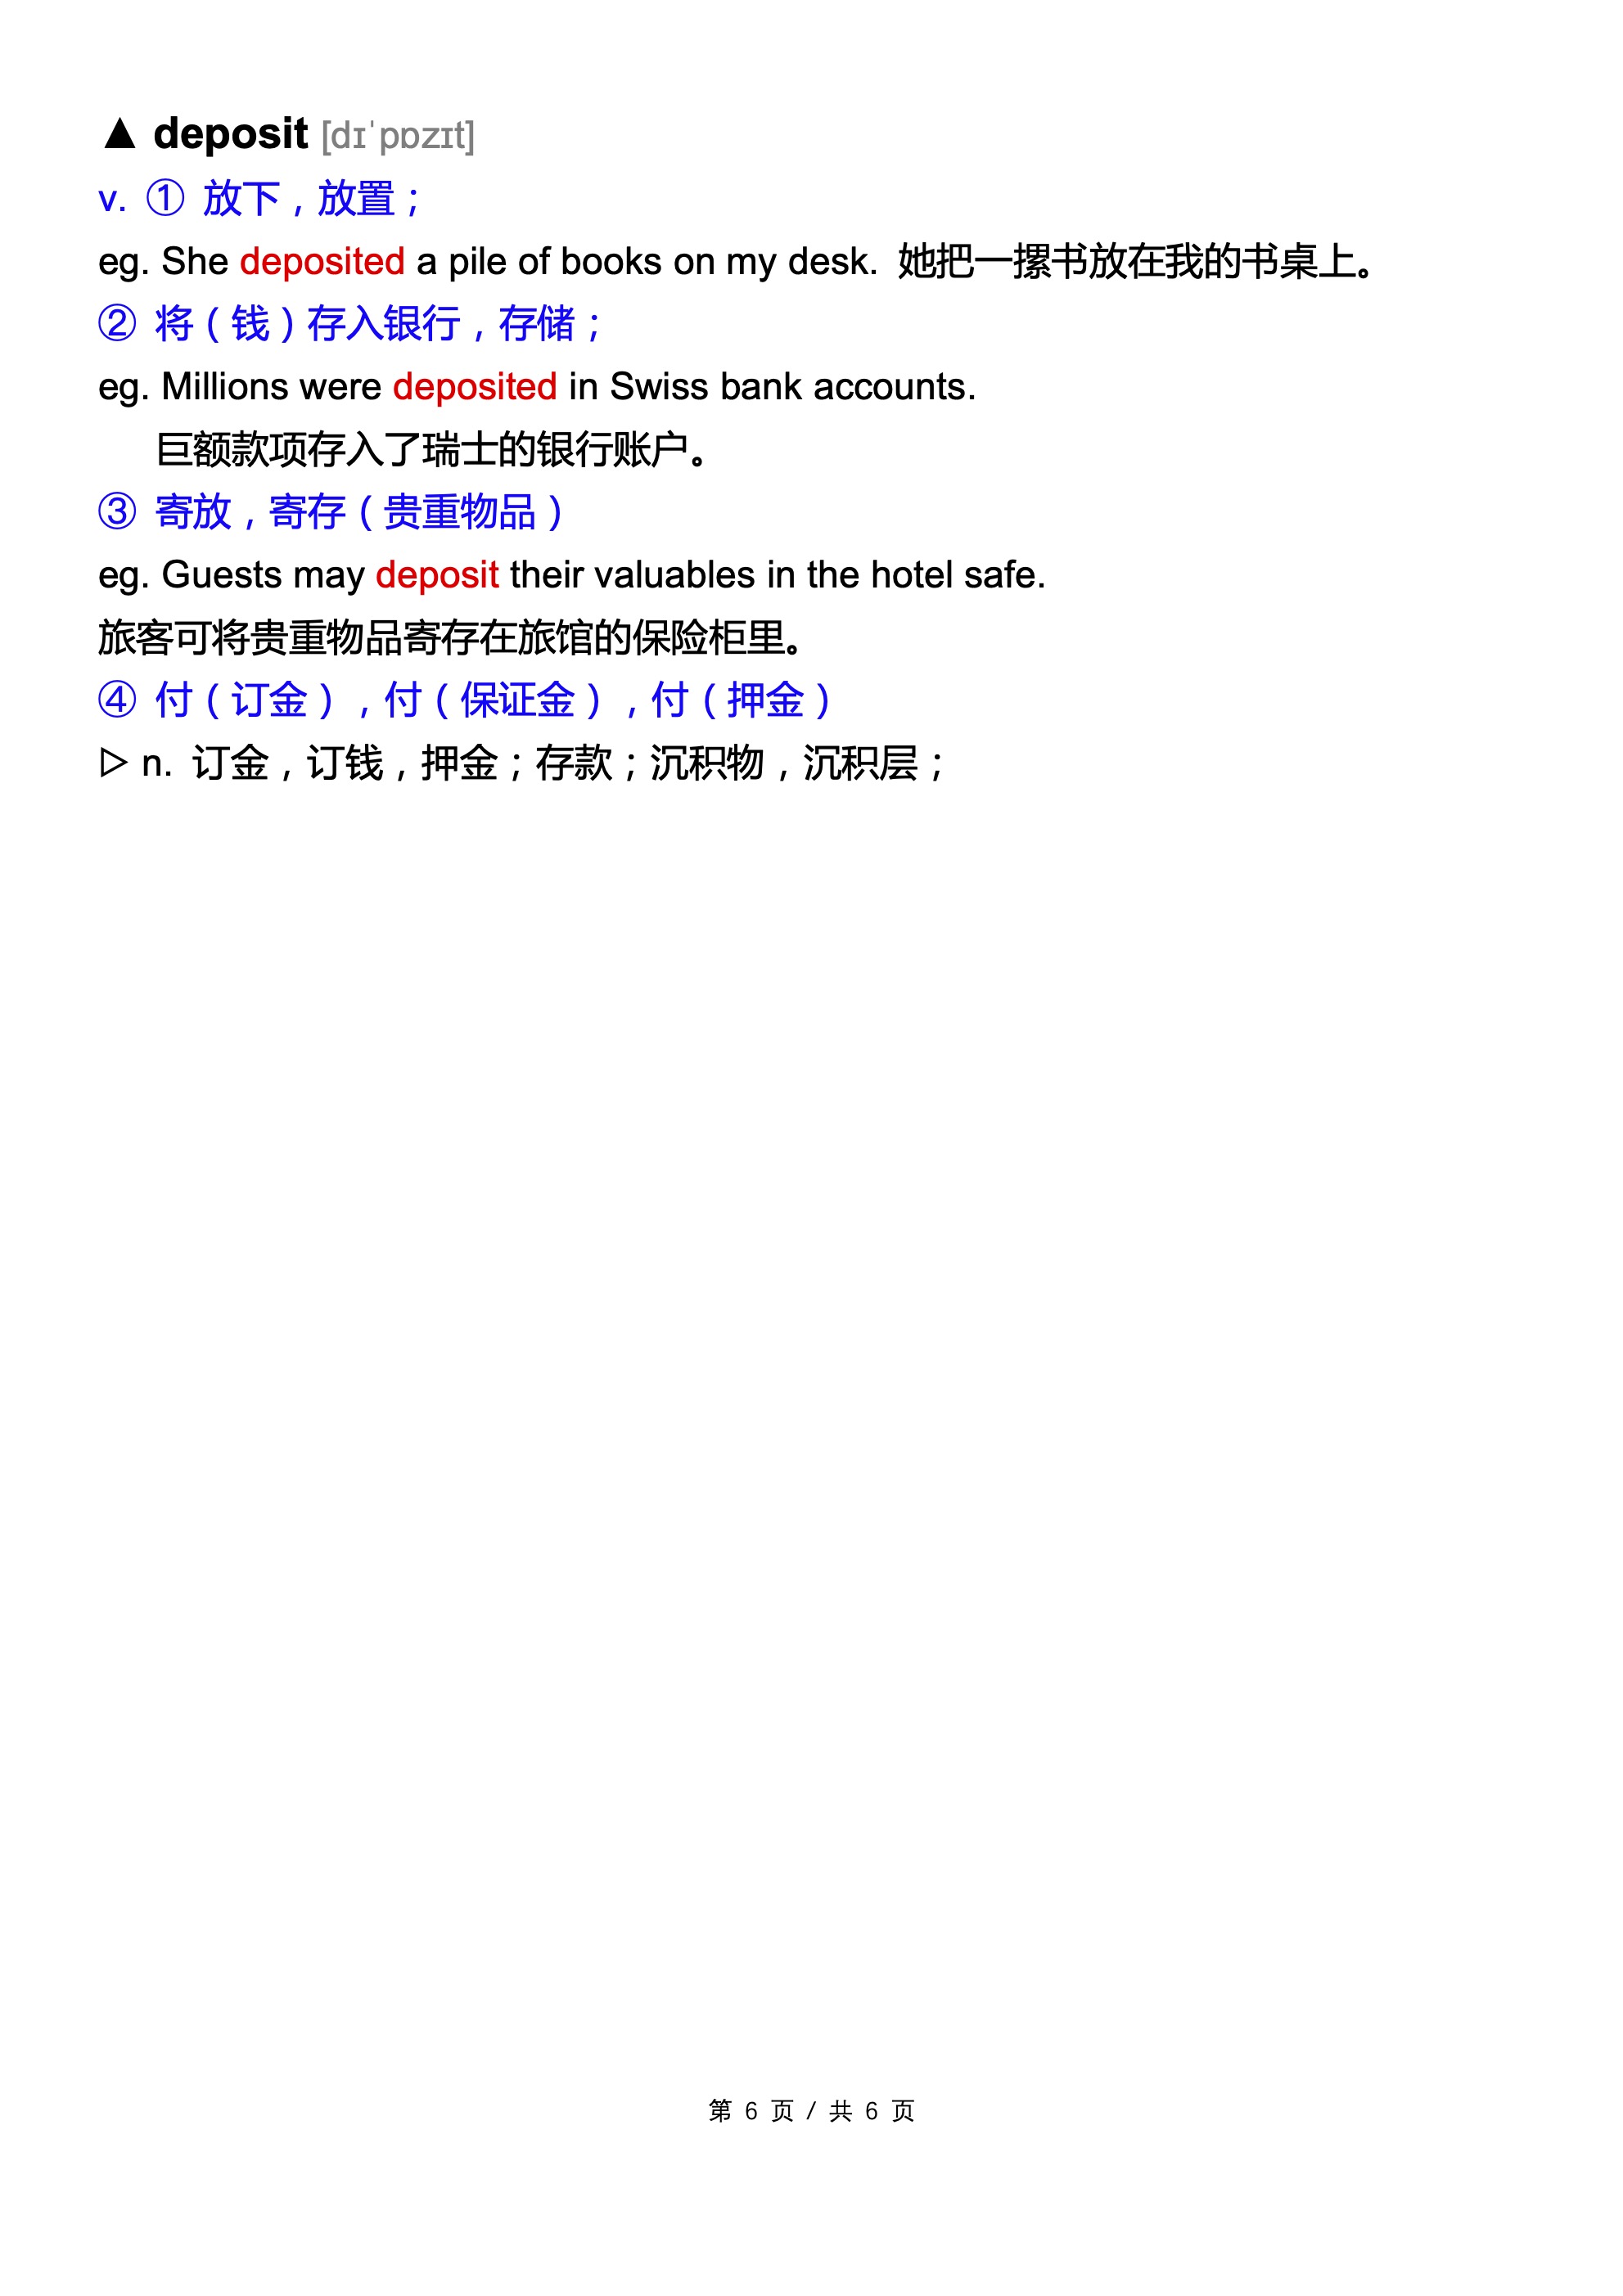 ▲ deposit [dɪˈpɒzɪt]
v. ① 放下，放置；
eg. She deposited a pile of books on my desk. 她把一摞书放在我的书桌上。
② 将（钱）存入银行，存储；
eg. Millions were deposited in Swiss bank accounts.
巨额款项存入了瑞士的银行账户。
③ 寄放，寄存（贵重物品）
eg. Guests may deposit their valuables in the hotel safe.
旅客可将贵重物品寄存在旅馆的保险柜里。
④ 付（订金），付（保证金），付（押金）
▷ n. 订金，订钱，押金；存款；沉积物，沉积层；
第 6 页 / 共 6 页